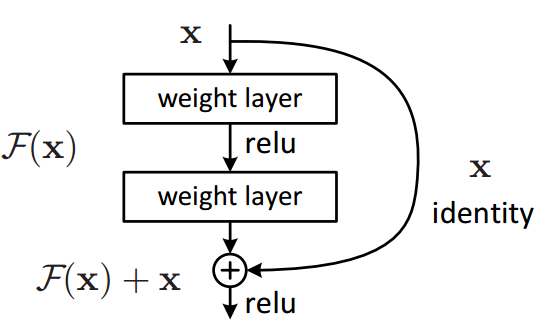 x
weight layer
relu
F(x)
x
weight layer
identity
F(x) + x
relu